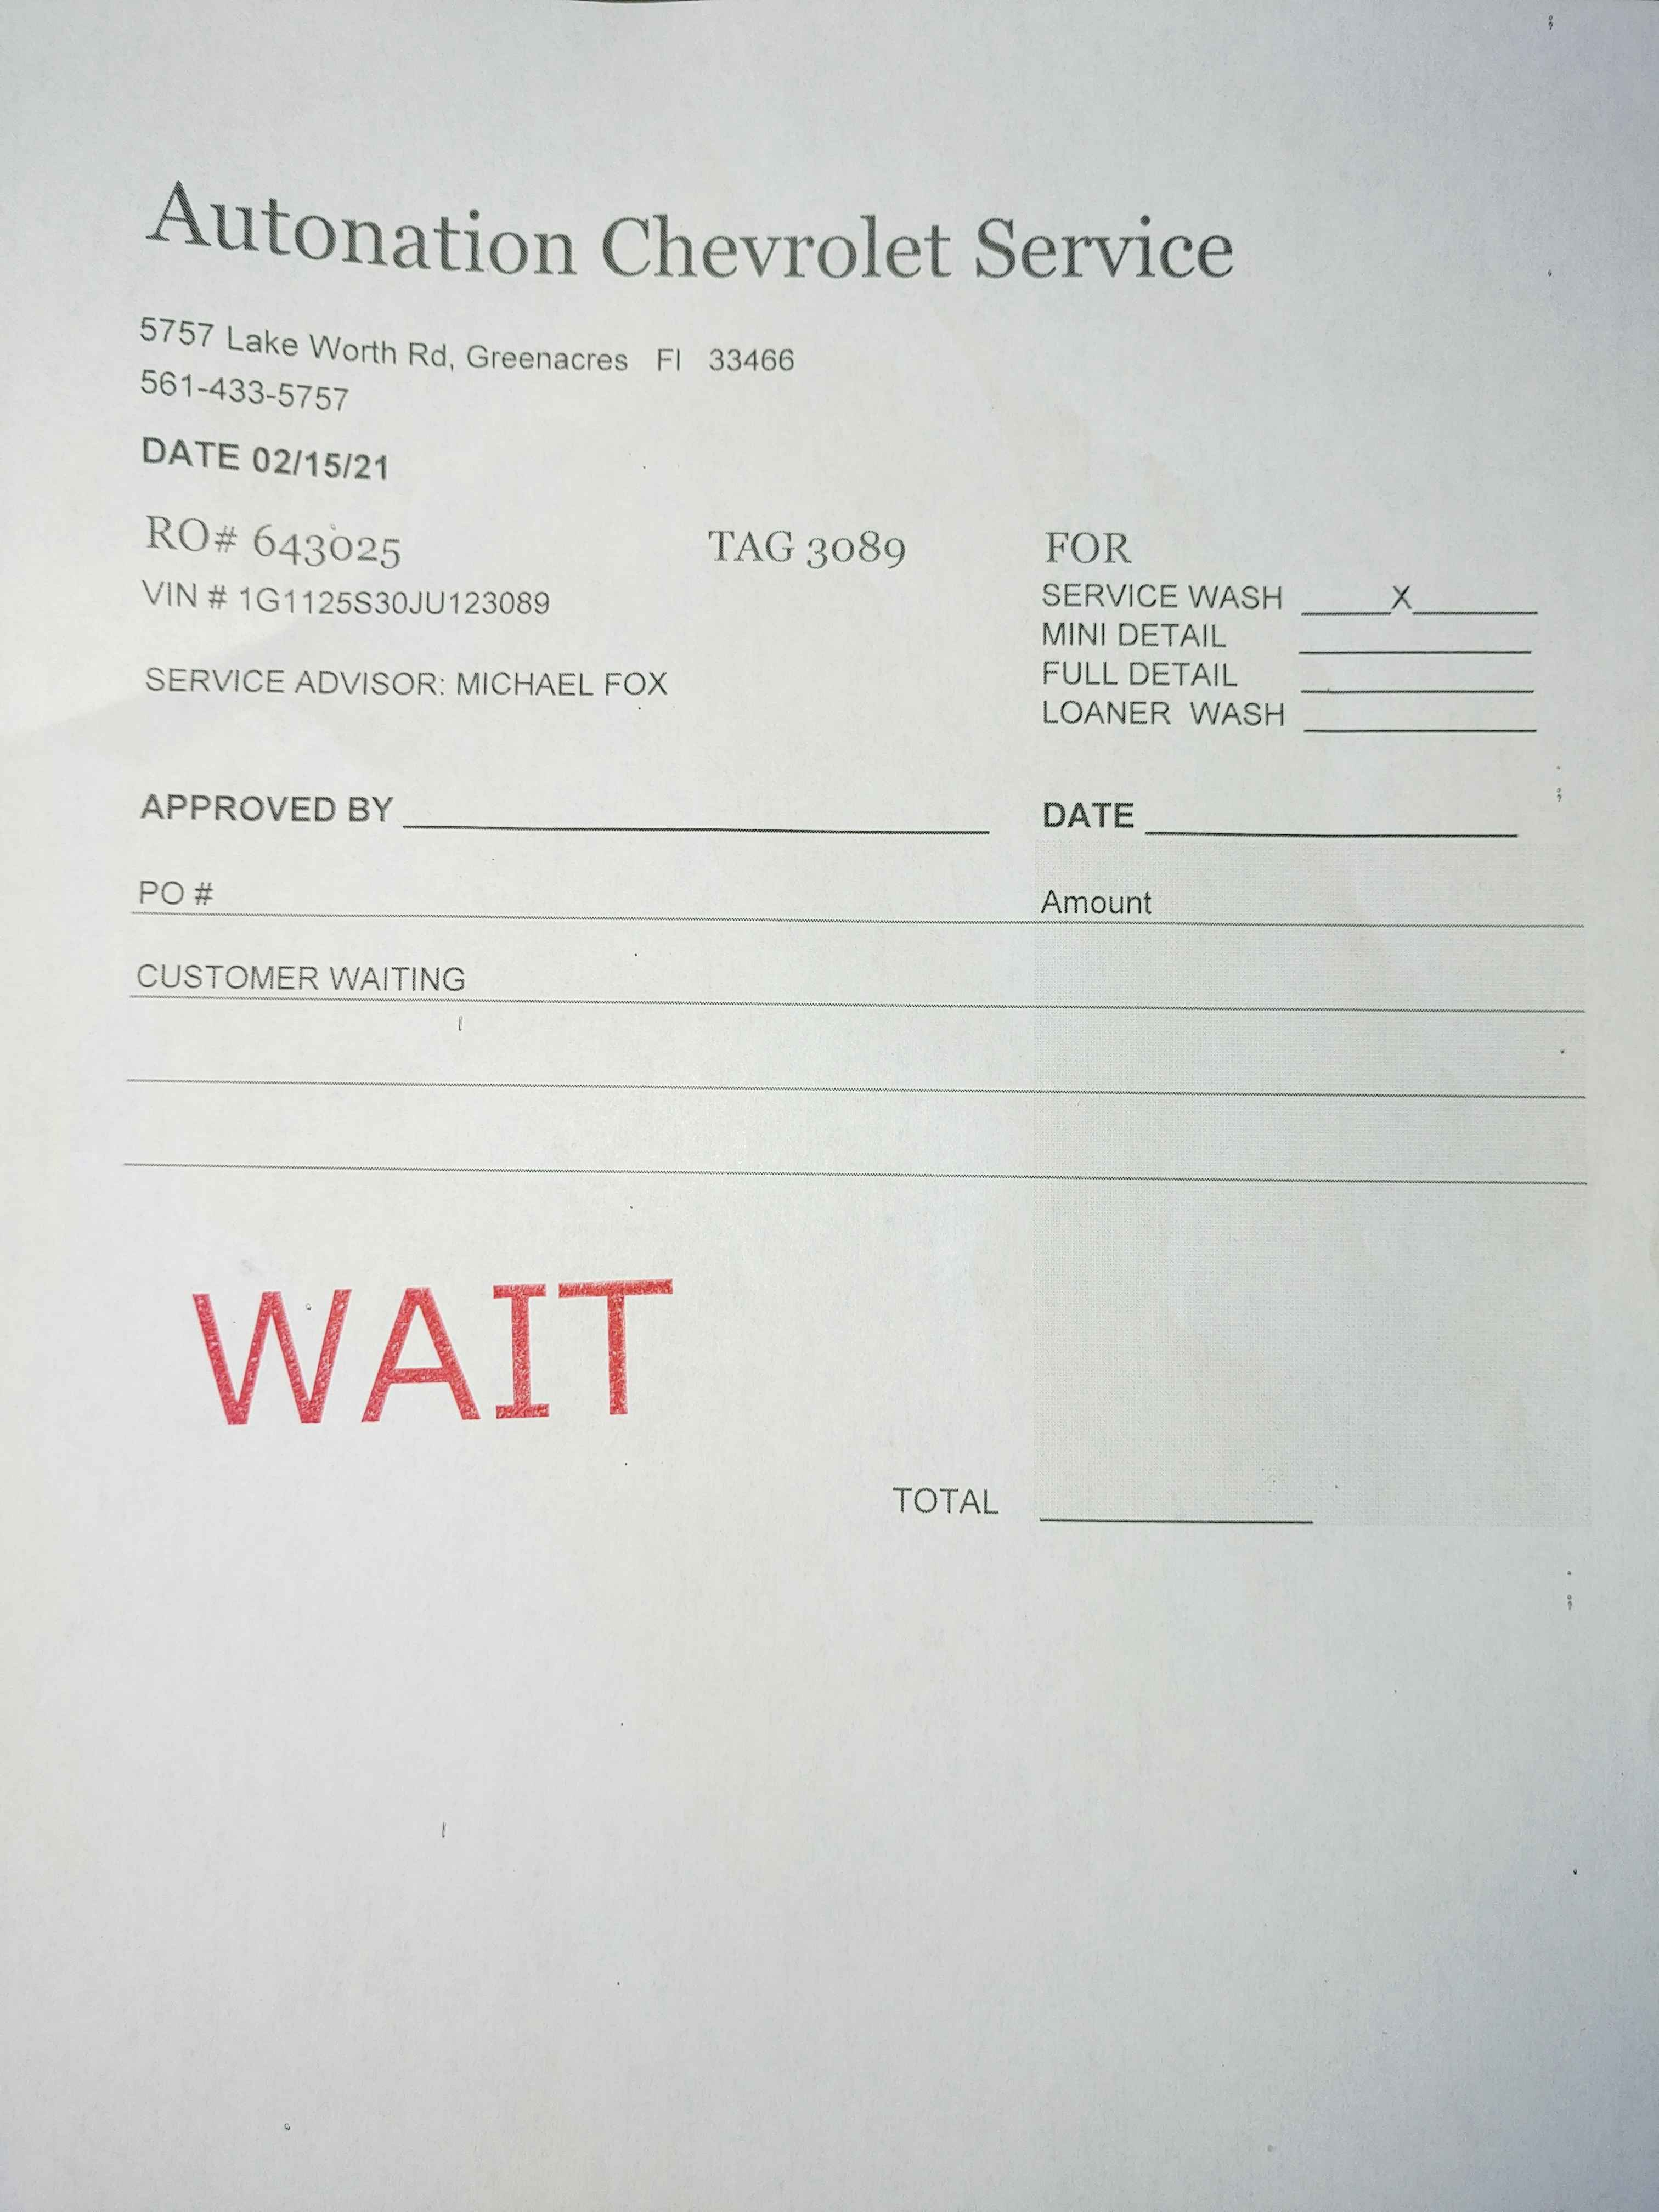 Autonation Chevrolet Service
5757 Lake Worth Rd, Greenacres Fl 33466
561-433-5757
DATE 02/15/21
RO# 643025 TAG 3089 FOR
VIN # 1G1125S30JU123089 SERVICE WASH _____X_______
MINI DETAIL
SERVICE ADVISOR: MICHAEL FOX FULL DETAIL
LOANER WASH
APPROVED BY DATE
PO # Amount
CUSTOMER WAITING
WAIT
TOTAL